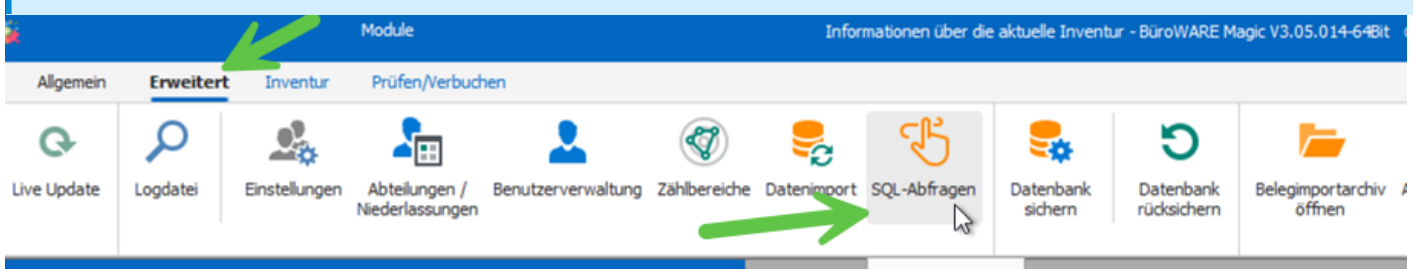 Module
Informationen über die aktuelle Inventur - BüroWARE Magic V3.05.014-64Bit
Allgemein Erweitert Inventur Prüfen/Verbuchen
Live Update Logdatei Einstellungen Abteilungen / Benutzerverwaltung Zählbereiche Datenimport SQL-Abfragen Datenbank Datenbank Belegimportarchiv
Niederlassungen sichern rücksichern öffnen